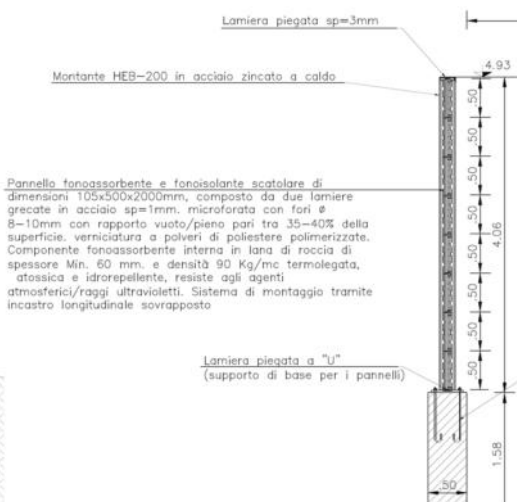 Lamiera piegata sp=3mm
4.93
Montante HEB-200 in acciaio zincato a caldo
.50
.50
.50
Pannello fonoassorbente e fonoisolante scatolare di
dimensioni 105x500x2000mm, composto da due lamiere
grecate in acciaio sp=1mm. microforata con fori ø
8-10mm con rapporto vuoto/pieno pari tra 35-40% della
superficie. verniciatura a polveri di poliestere polimerizzate.
Componente fonoassorbente interna in lana di roccia di
spessore Min. 60 mm. e densità 90 Kg/mc termolegata,
atossica e idrorepellente, resiste agli agenti
atmosferici/raggi ultravioletti. Sistema di montaggio tramite
incastro longitudinale sovrapposto
.50
4.06
.50
.50
.50
Lamiera piegata a "U"
(supporto di base per i pannelli)
.50
1.58
.50